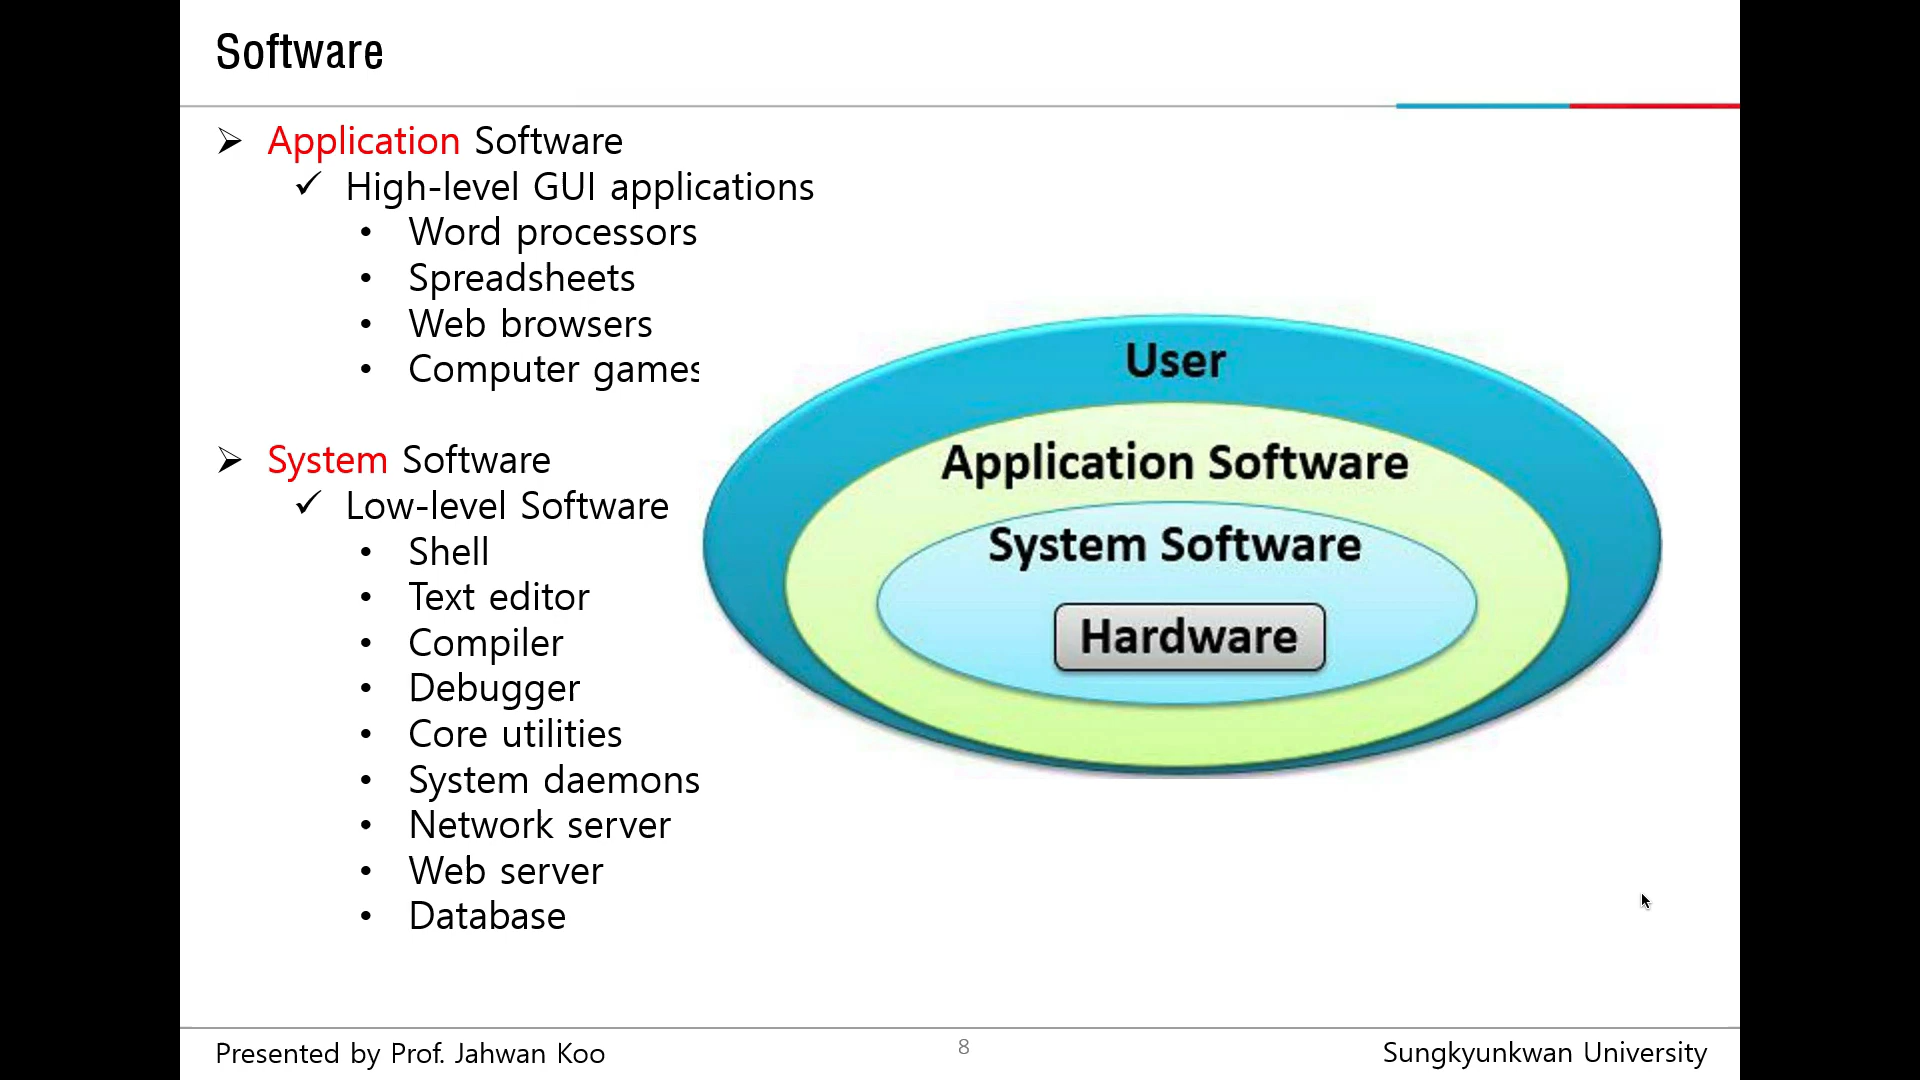 Software
Application Software
High-level GUI applications
Word processors
Spreadsheets
Web browsers
Computer games
System Software
Low-level Software
Shell
Text editor
Compiler
Debugger
Core utilities
System daemons
Network server
Web server
Database
User
Application Software
System Software
Hardware
Presented by Prof. Jahwan Koo
8
Sungkyunkwan University